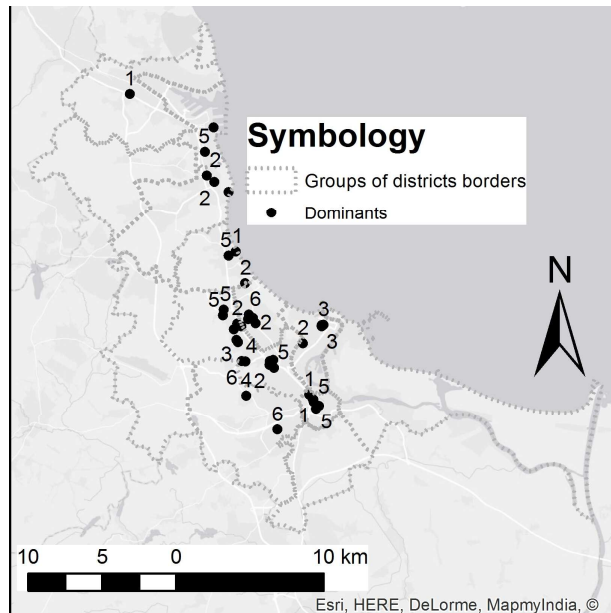 1
5
2
2
Symbology
Groups of districts borders
Dominants
N
5 1
2
5 5 6
2 2
3
2 3
4
3 5
6 4 2
1 5
6 1 5
10 5 0 10 km
Esri, HERE, DeLorme, MapmyIndia, ©